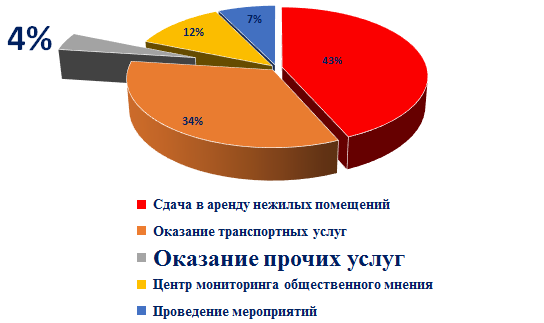 7%
4%
12%
43%
34%
Сдача в аренду нежилых помещений
Оказание транспортных услуг
Оказание прочих услуг
Центр мониторинга общественного мнения
Проведение мероприятий